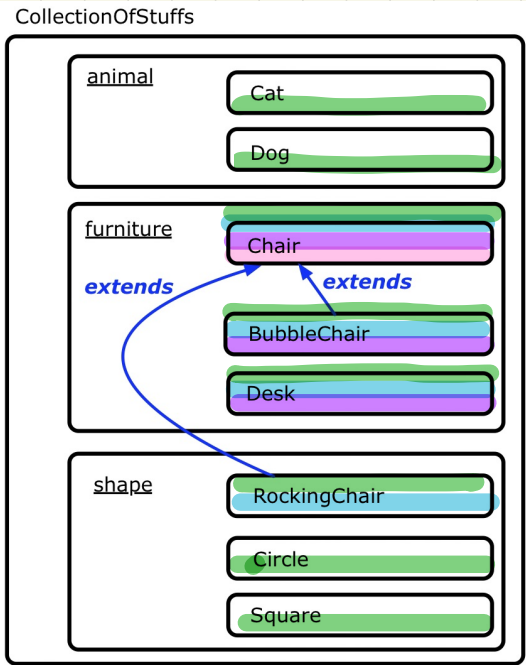 CollectionOfStuffs
animal
Cat
Dog
furniture
Chair
extends
extends
BubbleChair
Desk
shape
RockingChair
Circle
Square